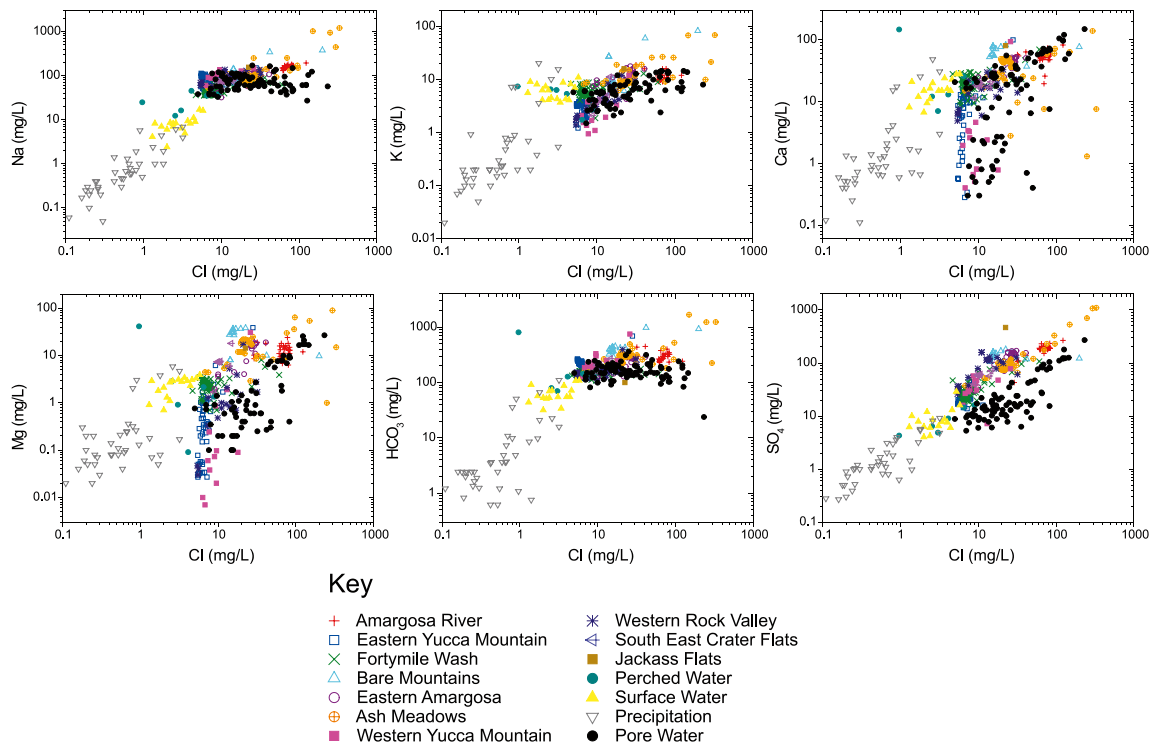 1000
100
10
1
0.1
Na (mg/L)
0.1 1 10 100 1000
Cl (mg/L)
100
10
1
0.1
0.01
K (mg/L)
0.1 1 10 100 1000
Cl (mg/L)
100
10
1
0.1
Ca (mg/L)
0.1 1 10 100 1000
Cl (mg/L)
100
10
1
0.1
0.01
Mg (mg/L)
0.1 1 10 100 1000
Cl (mg/L)
1000
100
10
1
HCO3 (mg/L)
0.1 1 10 100 1000
Cl (mg/L)
1000
100
10
1
0.1
SO4 (mg/L)
0.1 1 10 100 1000
Cl (mg/L)
Key
Amargosa River
Eastern Yucca Mountain
Fortymile Wash
Bare Mountains
Eastern Amargosa
Ash Meadows
Western Yucca Mountain
Western Rock Valley
South East Crater Flats
Jackass Flats
Perched Water
Surface Water
Precipitation
Pore Water